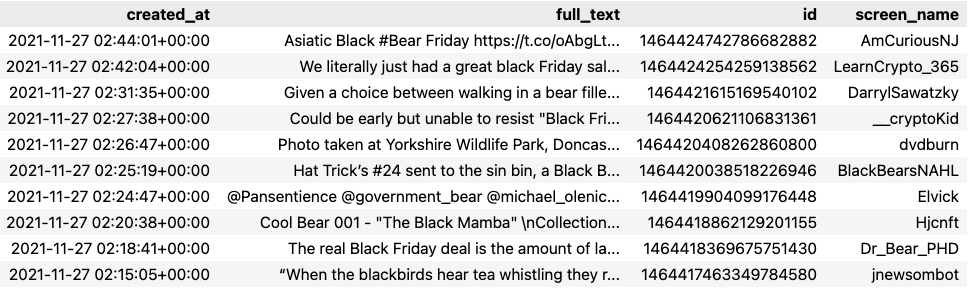 created_at full_text id screen_name
2021-11-27 02:44:01+00:00 Asiatic Black #Bear Friday https://t.co/oAbgLt... 1464424742786682882 AmCuriousNJ
2021-11-27 02:42:04+00:00 We literally just had a great black Friday sal... 1464424254259138562 LearnCrypto_365
2021-11-27 02:31:35+00:00 Given a choice between walking in a bear fille... 1464421615169540102 DarrylSawatzky
2021-11-27 02:27:38+00:00 Could be early but unable to resist "Black Fri... 1464420621106831361 __cryptoKid
2021-11-27 02:26:47+00:00 Photo taken at Yorkshire Wildlife Park, Doncas... 1464420408262860800 dvdburn
2021-11-27 02:25:19+00:00 Hat Trick’s #24 sent to the sin bin, a Black B... 1464420038518226946 BlackBearsNAHL
2021-11-27 02:24:47+00:00 @Pansentience @government_bear @michael_olenic... 1464419904099176448 Elvick
2021-11-27 02:20:38+00:00 Cool Bear 001 - "The Black Mamba" \nCollection... 1464418862129201155 Hjcnft
2021-11-27 02:18:41+00:00 The real Black Friday deal is the amount of la... 1464418369675751430 Dr_Bear_PHD
2021-11-27 02:15:05+00:00 “When the blackbirds hear tea whistling they r... 1464417463349784580 jnewsombot